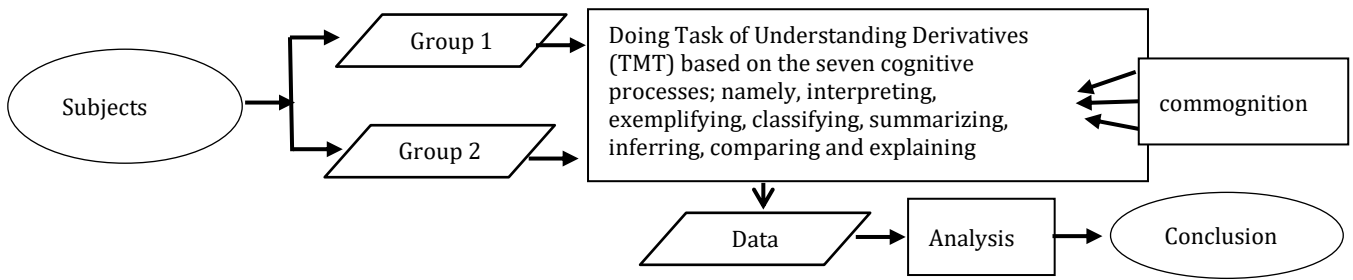 Subjects
Group 1
Group 2
Doing Task of Understanding Derivatives
(TMT) based on the seven cognitive
processes; namely, interpreting,
exemplifying, classifying, summarizing,
inferring, comparing and explaining
commognition
Data
Analysis
Conclusion